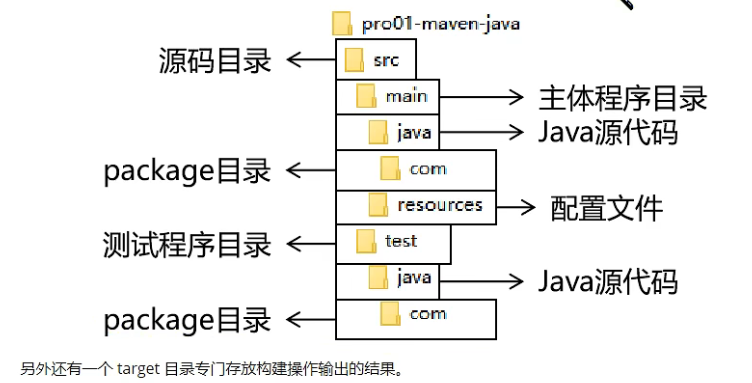 pro01-maven-java
源码目录 src
main 主体程序目录
java Java源代码
package目录 com
resources 配置文件
测试程序目录 test
java Java源代码
package目录 com
另外还有一个 target 目录专门存放构建操作输出的结果。